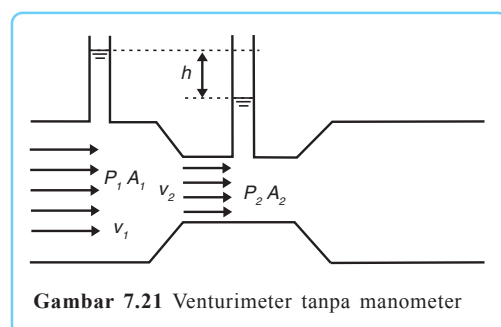 h
P₁ A₁
v₂
P₂ A₂
v₁
Gambar 7.21 Venturimeter tanpa manometer